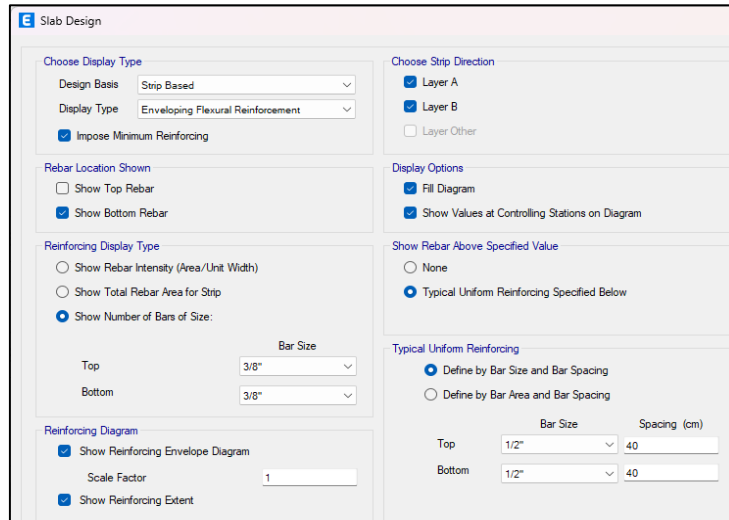 E Slab Design
Choose Display Type
Design Basis Strip Based
Display Type Enveloping Flexural Reinforcement
Impose Minimum Reinforcing
Rebar Location Shown
Show Top Rebar
Show Bottom Rebar
Reinforcing Display Type
Show Rebar Intensity (Area/Unit Width)
Show Total Rebar Area for Strip
Show Number of Bars of Size:
Bar Size
Top 3/8"
Bottom 3/8"
Reinforcing Diagram
Show Reinforcing Envelope Diagram
Scale Factor 1
Show Reinforcing Extent
Choose Strip Direction
Layer A
Layer B
Layer Other
Display Options
Fill Diagram
Show Values at Controlling Stations on Diagram
Show Rebar Above Specified Value
None
Typical Uniform Reinforcing Specified Below
Typical Uniform Reinforcing
Define by Bar Size and Bar Spacing
Define by Bar Area and Bar Spacing
Bar Size Spacing (cm)
Top 1/2" 40
Bottom 1/2" 40